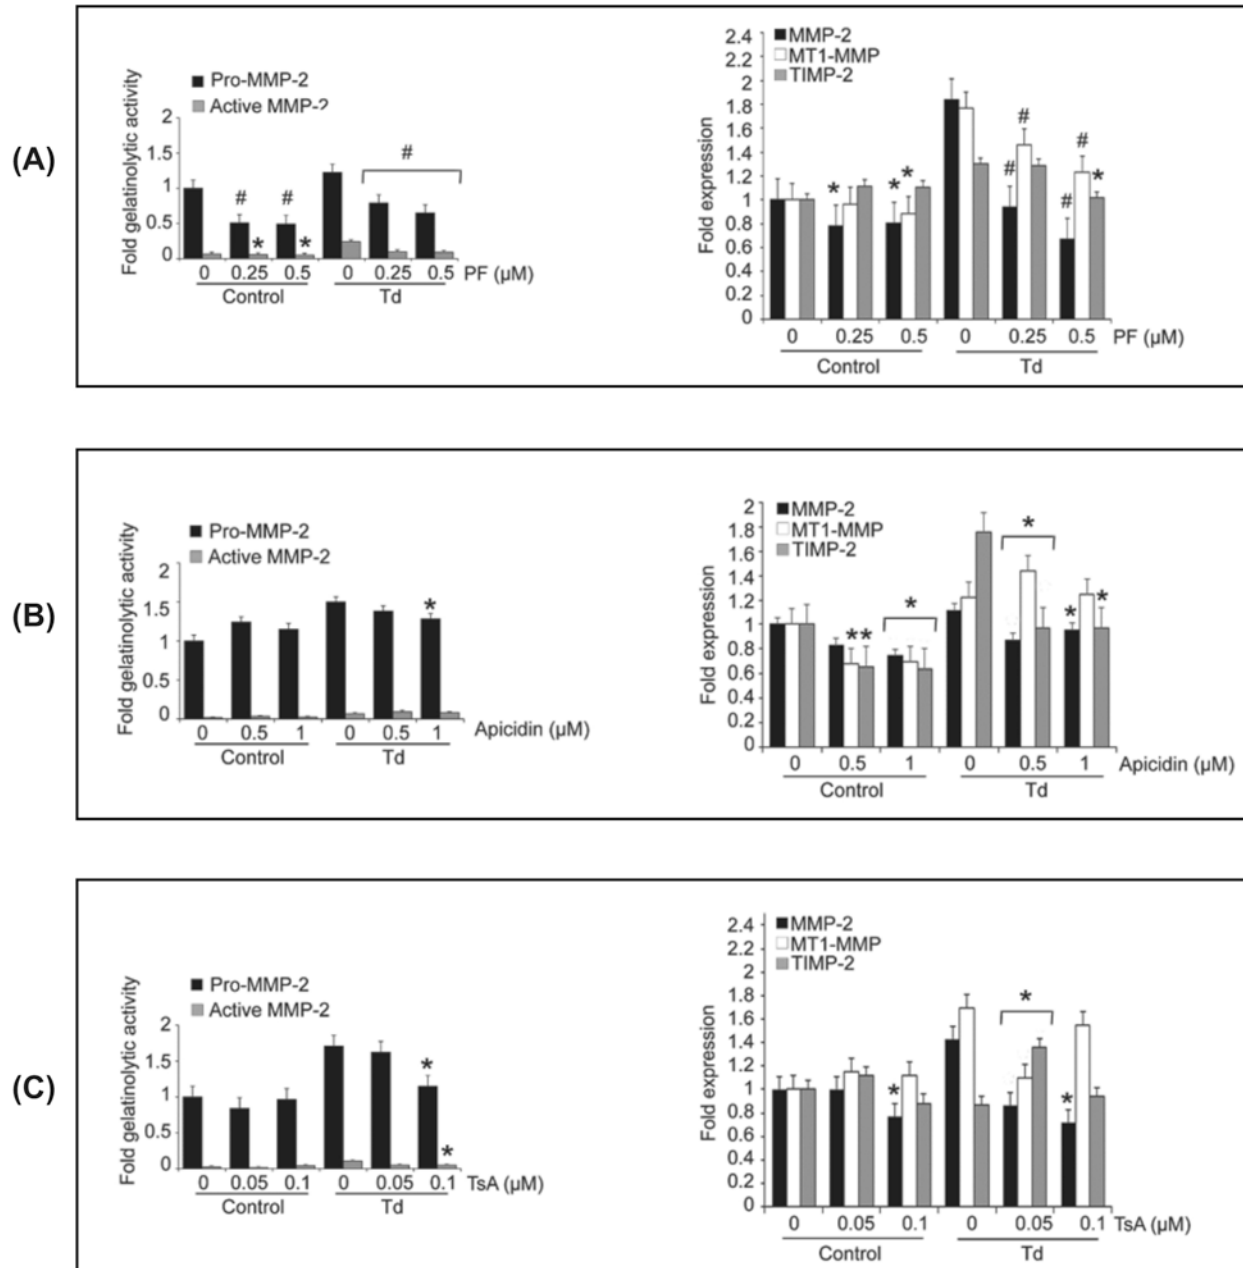 (A)
Pro-MMP-2
Active MMP-2
Fold gelatinolytic activity
2
1.5
1
0.5
0
# # * * #
0 0.25 0.5 0 0.25 0.5 PF (µM)
Control Td
MMP-2
MT1-MMP
TIMP-2
Fold expression
2.4
2.2
2
1.8
1.6
1.4
1.2
1
0.8
0.6
0.4
0.2
0
* * * # # # # *
0 0.25 0.5 0 0.25 0.5 PF (µM)
Control Td
(B)
Pro-MMP-2
Active MMP-2
Fold gelatinolytic activity
2
1.5
1
0.5
0
*
0 0.5 1 0 0.5 1 Apicidin (µM)
Control Td
MMP-2
MT1-MMP
TIMP-2
Fold expression
2
1.8
1.6
1.4
1.2
1
0.8
0.6
0.4
0.2
0
** * * * *
0 0.5 1 0 0.5 1 Apicidin (µM)
Control Td
(C)
Pro-MMP-2
Active MMP-2
Fold gelatinolytic activity
2
1.5
1
0.5
0
* *
0 0.05 0.1 0 0.05 0.1 TsA (µM)
Control Td
MMP-2
MT1-MMP
TIMP-2
Fold expression
2.4
2.2
2
1.8
1.6
1.4
1.2
1
0.8
0.6
0.4
0.2
0
* * *
0 0.05 0.1 0 0.05 0.1 TsA (µM)
Control Td